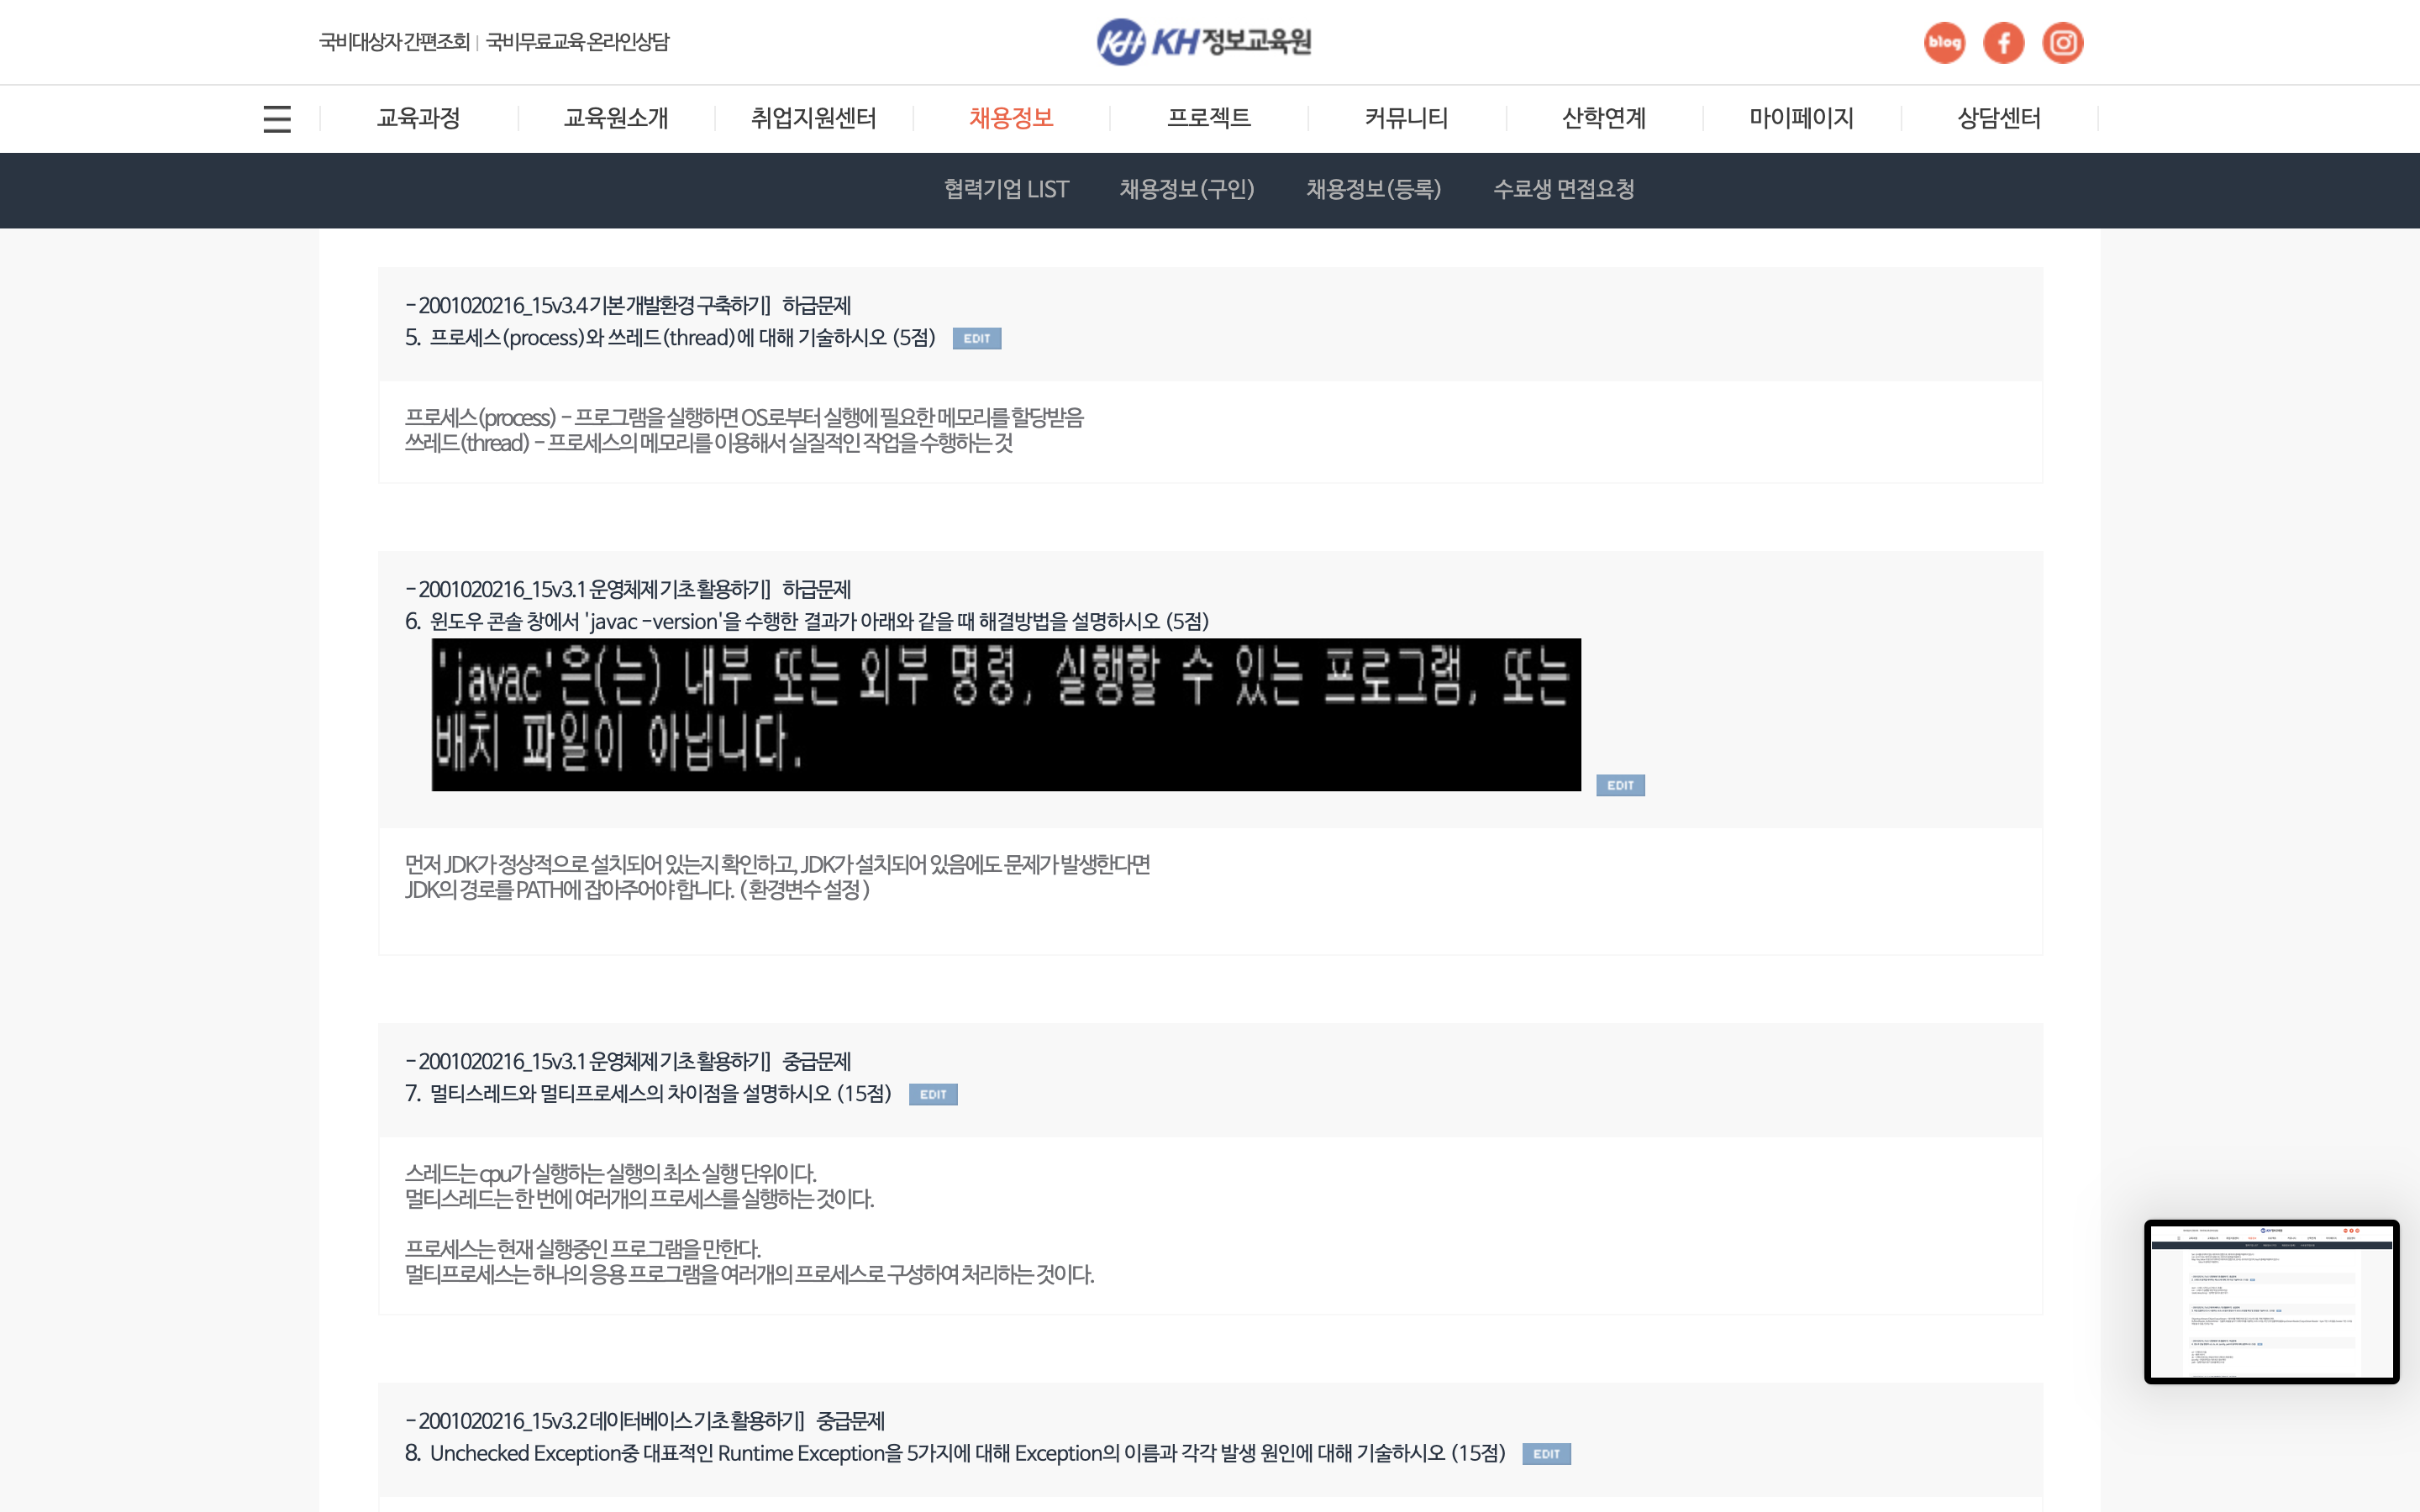 국비대상자 간편조회 | 국비무료교육 온라인상담
KH KH정보교육원
blog
교육과정 교육원소개 취업지원센터 채용정보 프로젝트 커뮤니티 산학연계 마이페이지 상담센터
협력기업 LIST 채용정보(구인) 채용정보(등록) 수료생 면접요청
- 2001020216_15v3.4 기본 개발환경 구축하기] 하급문제
5. 프로세스(process)와 쓰레드(thread)에 대해 기술하시오 (5점) EDIT
프로세스(process) - 프로그램을 실행하면 OS로부터 실행에 필요한 메모리를 할당받음
쓰레드(thread) - 프로세스의 메모리를 이용해서 실질적인 작업을 수행하는 것
- 2001020216_15v3.1 운영체제 기초 활용하기] 하급문제
6. 윈도우 콘솔 창에서 'javac -version'을 수행한 결과가 아래와 같을 때 해결방법을 설명하시오 (5점)
'javac'은(는) 내부 또는 외부 명령, 실행할 수 있는 프로그램, 또는
배치 파일이 아닙니다.
EDIT
먼저 JDK가 정상적으로 설치되어 있는지 확인하고, JDK가 설치되어 있음에도 문제가 발생한다면
JDK의 경로를 PATH에 잡아주어야 합니다. ( 환경변수 설정 )
- 2001020216_15v3.1 운영체제 기초 활용하기] 중급문제
7. 멀티스레드와 멀티프로세스의 차이점을 설명하시오 (15점) EDIT
스레드는 cpu가 실행하는 실행의 최소 실행 단위이다.
멀티스레드는 한 번에 여러개의 프로세스를 실행하는 것이다.
프로세스는 현재 실행중인 프로그램을 만한다.
멀티프로세스는 하나의 응용 프로그램을 여러개의 프로세스로 구성하여 처리하는 것이다.
- 2001020216_15v3.2 데이터베이스 기초 활용하기] 중급문제
8. Unchecked Exception중 대표적인 Runtime Exception을 5가지에 대해 Exception의 이름과 각각 발생 원인에 대해 기술하시오 (15점) EDIT